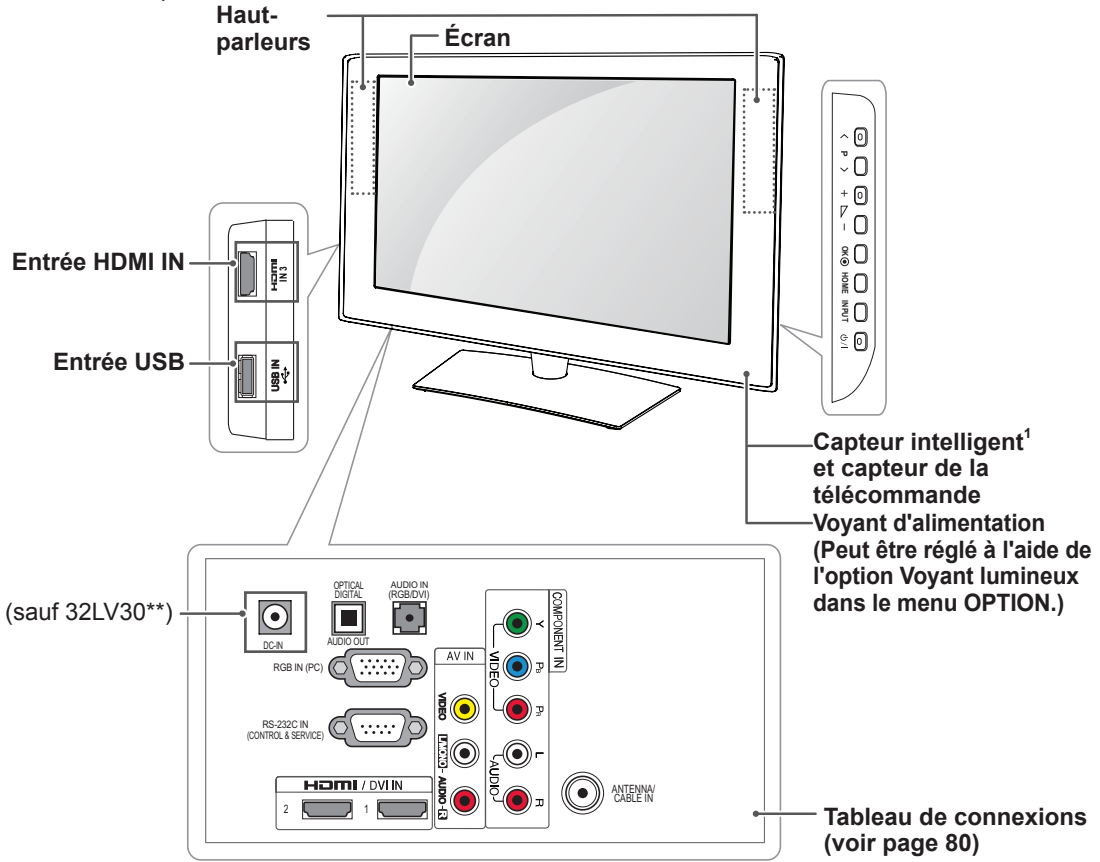 Haut-
parleurs
Écran
< P >
+ -
OK
HOME
INPUT
/I
Entrée HDMI IN
HDMI
IN 3
Entrée USB
USB IN
Capteur intelligent¹
et capteur de la
télécommande
Voyant d'alimentation
(Peut être réglé à l'aide de
l'option Voyant lumineux
dans le menu OPTION.)
(sauf 32LV30**)
DC-IN
OPTICAL
DIGITAL
AUDIO OUT
AUDIO IN
(RGB/DVI)
RGB IN (PC)
RS-232C IN
(CONTROL & SERVICE)
HDMI / DVI IN
2
1
AV IN
VIDEO
L/MONO - AUDIO - R
COMPONENT IN
VIDEO
Y
PB
PR
AUDIO
L
R
ANTENNA/
CABLE IN
Tableau de connexions
(voir page 80)